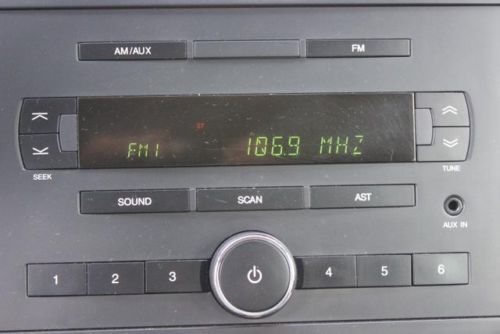 AM/AUX FM
ST
FM1 106.9 MHZ
SEEK TUNE
SOUND SCAN AST
AUX IN
1 2 3 4 5 6